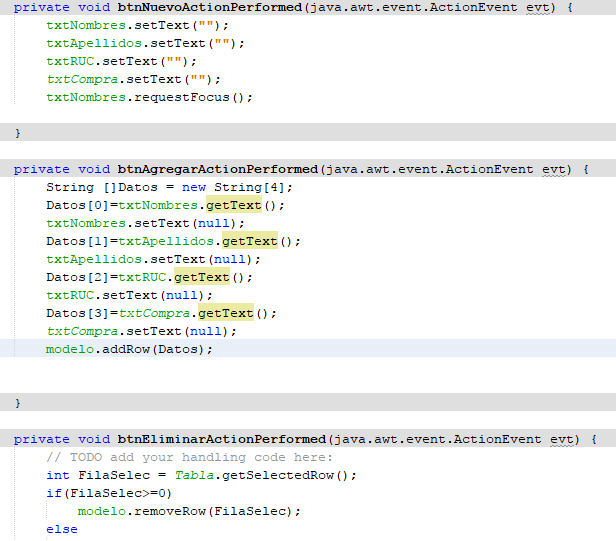 private void btnNuevoActionPerformed(java.awt.event.ActionEvent evt) {
txtNombres.setText("");
txtApellidos.setText("");
txtRUC.setText("");
txtCompra.setText("");
txtNombres.requestFocus();
}
private void btnAgregarActionPerformed(java.awt.event.ActionEvent evt) {
String []Datos = new String[4];
Datos[0]=txtNombres.getText();
txtNombres.setText(null);
Datos[1]=txtApellidos.getText();
txtApellidos.setText(null);
Datos[2]=txtRUC.getText();
txtRUC.setText(null);
Datos[3]=txtCompra.getText();
txtCompra.setText(null);
modelo.addRow(Datos);
}
private void btnEliminarActionPerformed(java.awt.event.ActionEvent evt) {
// TODO add your handling code here:
int FilaSelec = Tabla.getSelectedRow();
if(FilaSelec>=0)
modelo.removeRow(FilaSelec);
else